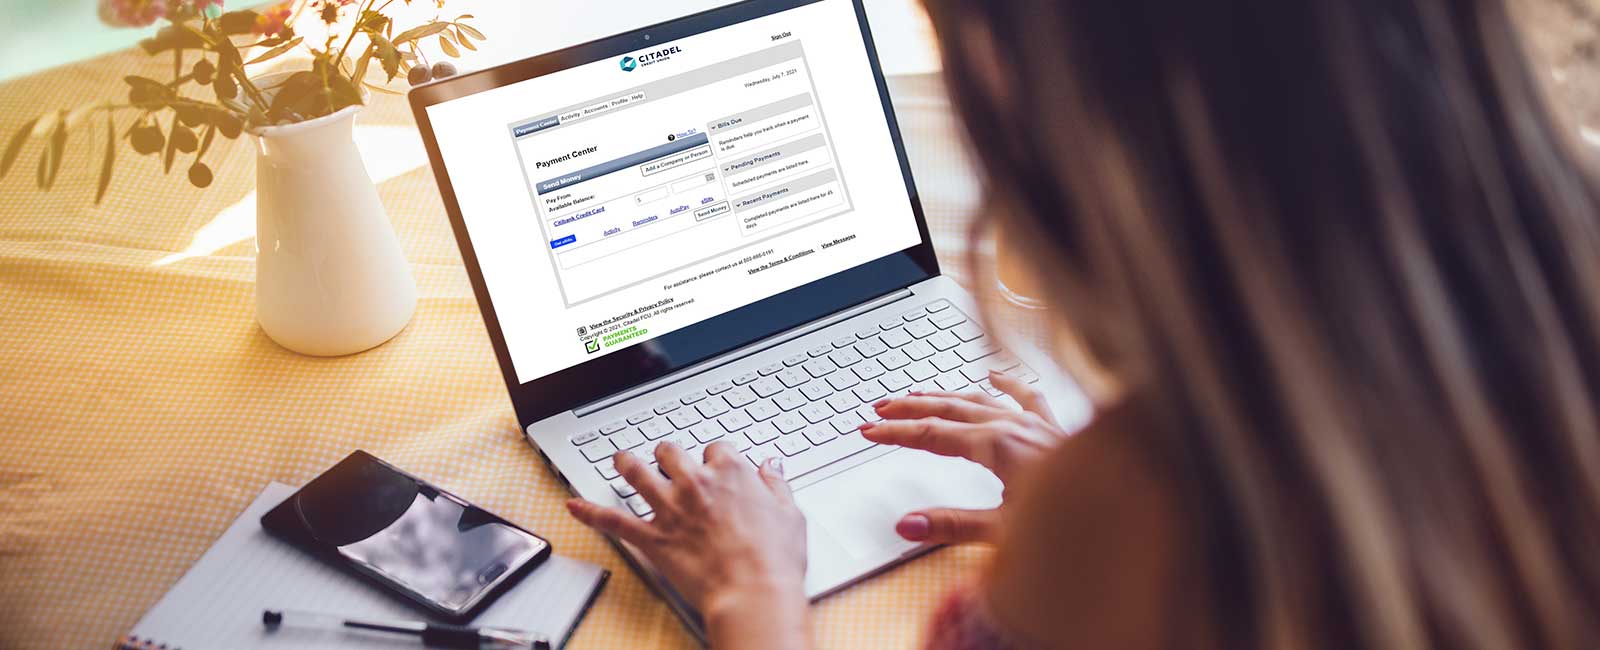 CITADEL
CREDIT UNION
Sign Out
Wednesday, July 7, 2021
Payment Center Activity Accounts Profile Help
Payment Center
How To?
Send Money
Add a Company or Person
Pay From
Available Balance:
$
Citibank Credit Card
Activity Reminders AutoPay eBills
Get eBills
Send Money
Bills Due
Reminders help you track when a payment
is due.
Pending Payments
Scheduled payments are listed here.
Recent Payments
Completed payments are listed here for 45
days.
For assistance, please contact us at
View the Terms & Conditions View Messages
View the Security & Privacy Policy
Copyright © 2021. Citadel FCU. All rights reserved.
PAYMENTS
GUARANTEED